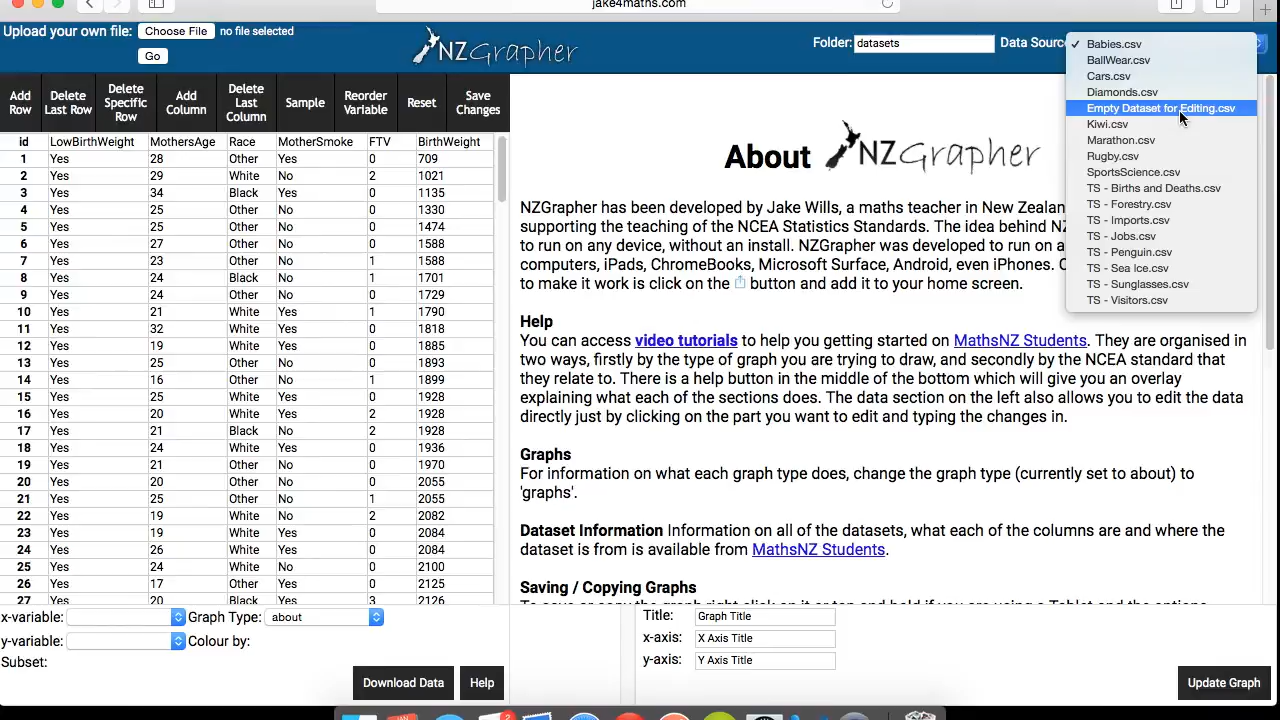 jake4maths.com
Upload your own file: Choose File no file selected
Go
NZGrapher
Folder: datasets Data Source
✓ Babies.csv
BallWear.csv
Cars.csv
Diamonds.csv
Empty Dataset for Editing.csv
Kiwi.csv
Marathon.csv
Rugby.csv
SportsScience.csv
TS - Births and Deaths.csv
TS - Forestry.csv
TS - Imports.csv
TS - Jobs.csv
TS - Penguin.csv
TS - Sea Ice.csv
TS - Sunglasses.csv
TS - Visitors.csv
Add Row
Delete Last Row
Delete Specific Row
Add Column
Delete Last Column
Sample
Reorder Variable
Reset
Save Changes
id LowBirthWeight MothersAge Race MotherSmoke FTV BirthWeight
1 Yes 28 Other Yes 0 709
2 Yes 29 White No 2 1021
3 Yes 34 Black Yes 0 1135
4 Yes 25 Other No 0 1330
5 Yes 25 Other No 0 1474
6 Yes 27 Other No 0 1588
7 Yes 23 Other No 1 1588
8 Yes 24 Black No 1 1701
9 Yes 24 Other No 0 1729
10 Yes 21 White Yes 1 1790
11 Yes 32 White Yes 0 1818
12 Yes 19 White Yes 0 1885
13 Yes 25 Other No 0 1893
14 Yes 16 Other No 1 1899
15 Yes 25 White Yes 0 1928
16 Yes 20 White Yes 2 1928
17 Yes 21 Black No 2 1928
18 Yes 24 White Yes 0 1936
19 Yes 21 Other No 0 1970
20 Yes 20 Other No 0 2055
21 Yes 25 Other No 1 2055
22 Yes 19 White No 2 2082
23 Yes 19 White Yes 0 2084
24 Yes 26 White Yes 0 2084
25 Yes 24 White No 0 2100
26 Yes 17 Other Yes 0 2125
27 Yes 20 Black Yes 3 2126
About NZGrapher
NZGrapher has been developed by Jake Wills, a maths teacher in New Zealan
supporting the teaching of the NCEA Statistics Standards. The idea behind NZ
to run on any device, without an install. NZGrapher was developed to run on a
computers, iPads, ChromeBooks, Microsoft Surface, Android, even iPhones.
to make it work is click on the button and add it to your home screen.
Help
You can access video tutorials to help you getting started on MathsNZ Students. They are organised in
two ways, firstly by the type of graph you are trying to draw, and secondly by the NCEA standard that
they relate to. There is a help button in the middle of the bottom which will give you an overlay
explaining what each of the sections does. The data section on the left also allows you to edit the data
directly just by clicking on the part you want to edit and typing the changes in.
Graphs
For information on what each graph type does, change the graph type (currently set to about) to
'graphs'.
Dataset Information Information on all of the datasets, what each of the columns are and where the
dataset is from is available from MathsNZ Students.
Saving / Copying Graphs
x-variable: Graph Type: about
y-variable: Colour by:
Subset:
Download Data
Help
Title: Graph Title
x-axis: X Axis Title
y-axis: Y Axis Title
Update Graph